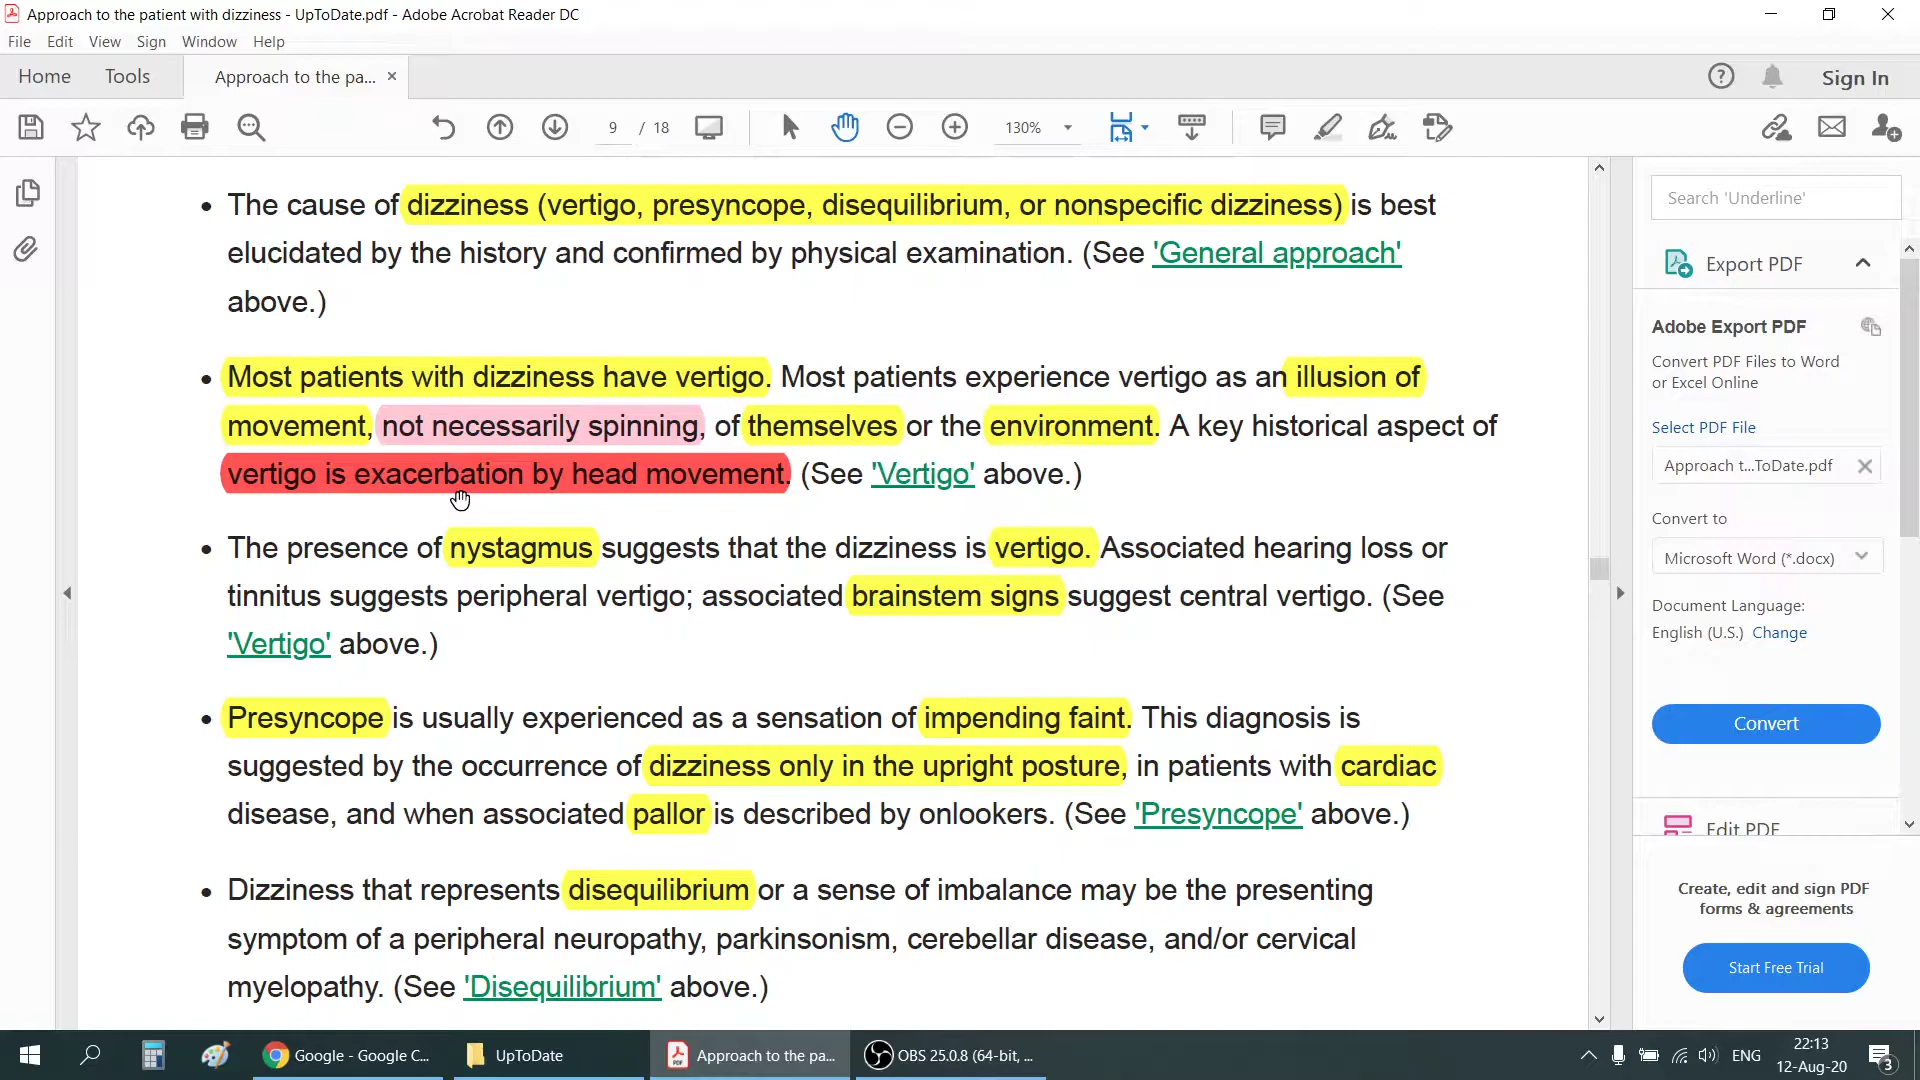 Approach to the patient with dizziness - UpToDate.pdf - Adobe Acrobat Reader DC
File Edit View Sign Window Help
Home Tools Approach to the pa... × Sign In
9 / 18 130%
• The cause of dizziness (vertigo, presyncope, disequilibrium, or nonspecific dizziness) is best
elucidated by the history and confirmed by physical examination. (See 'General approach'
above.)
• Most patients with dizziness have vertigo. Most patients experience vertigo as an illusion of
movement, not necessarily spinning, of themselves or the environment. A key historical aspect of
vertigo is exacerbation by head movement. (See 'Vertigo' above.)
• The presence of nystagmus suggests that the dizziness is vertigo. Associated hearing loss or
tinnitus suggests peripheral vertigo; associated brainstem signs suggest central vertigo. (See
'Vertigo' above.)
• Presyncope is usually experienced as a sensation of impending faint. This diagnosis is
suggested by the occurrence of dizziness only in the upright posture, in patients with cardiac
disease, and when associated pallor is described by onlookers. (See 'Presyncope' above.)
• Dizziness that represents disequilibrium or a sense of imbalance may be the presenting
symptom of a peripheral neuropathy, parkinsonism, cerebellar disease, and/or cervical
myelopathy. (See 'Disequilibrium' above.)
Search 'Underline'
Export PDF
Adobe Export PDF
Convert PDF Files to Word
or Excel Online
Select PDF File
Approach t...ToDate.pdf
Convert to
Microsoft Word (*.docx)
Document Language:
English (U.S.) Change
Convert
Edit PDF
Create, edit and sign PDF
forms & agreements
Start Free Trial
Google - Google C... UpToDate Approach to the pa... OBS 25.0.8 (64-bit, ... ENG
22:13
12-Aug-20
3